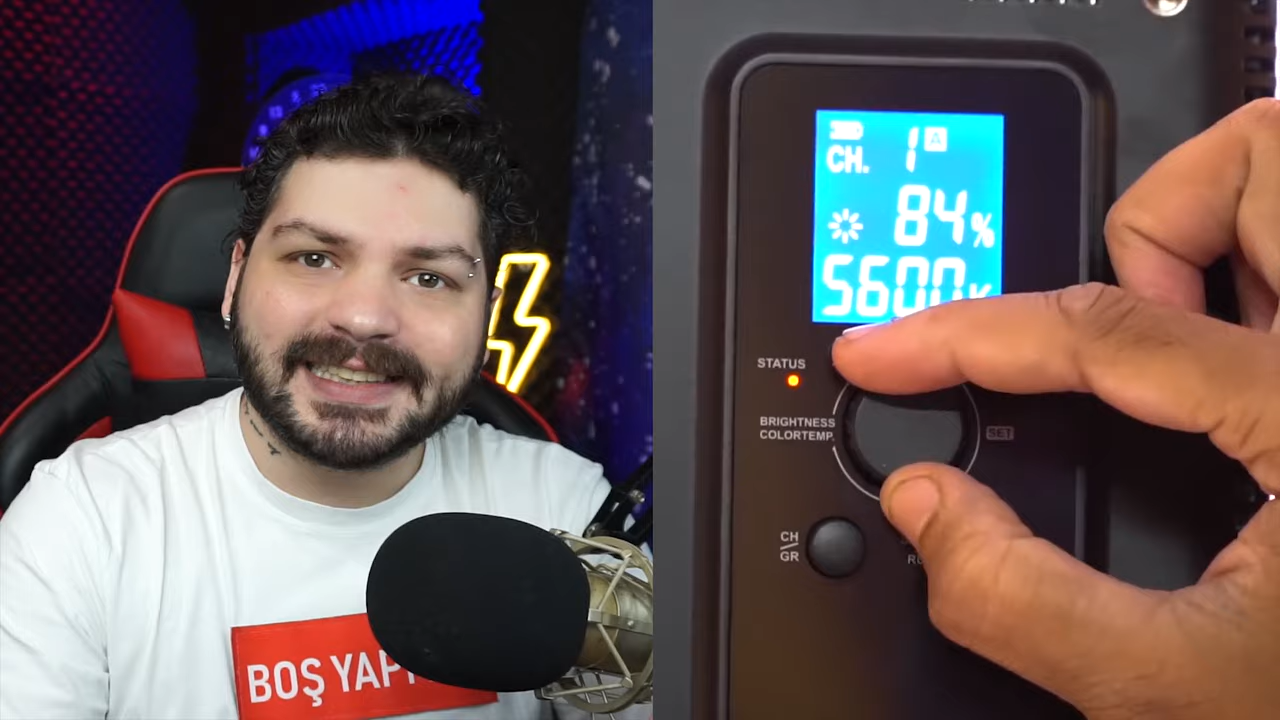 BOŞ YAP
CH. 1 A
84%
5600K
STATUS
BRIGHTNESS
COLORTEMP.
SET
CH
GR